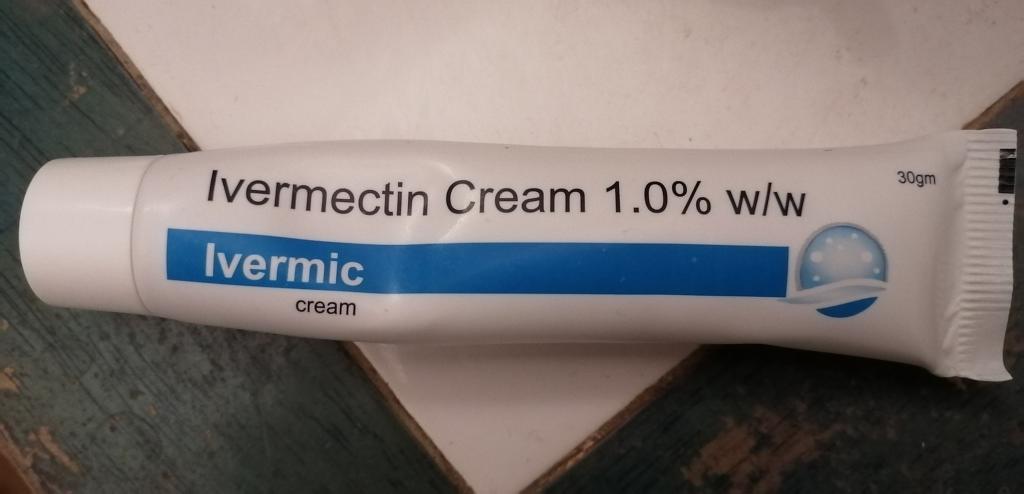 Ivermectin Cream 1.0% w/w
30gm
Ivermic
cream